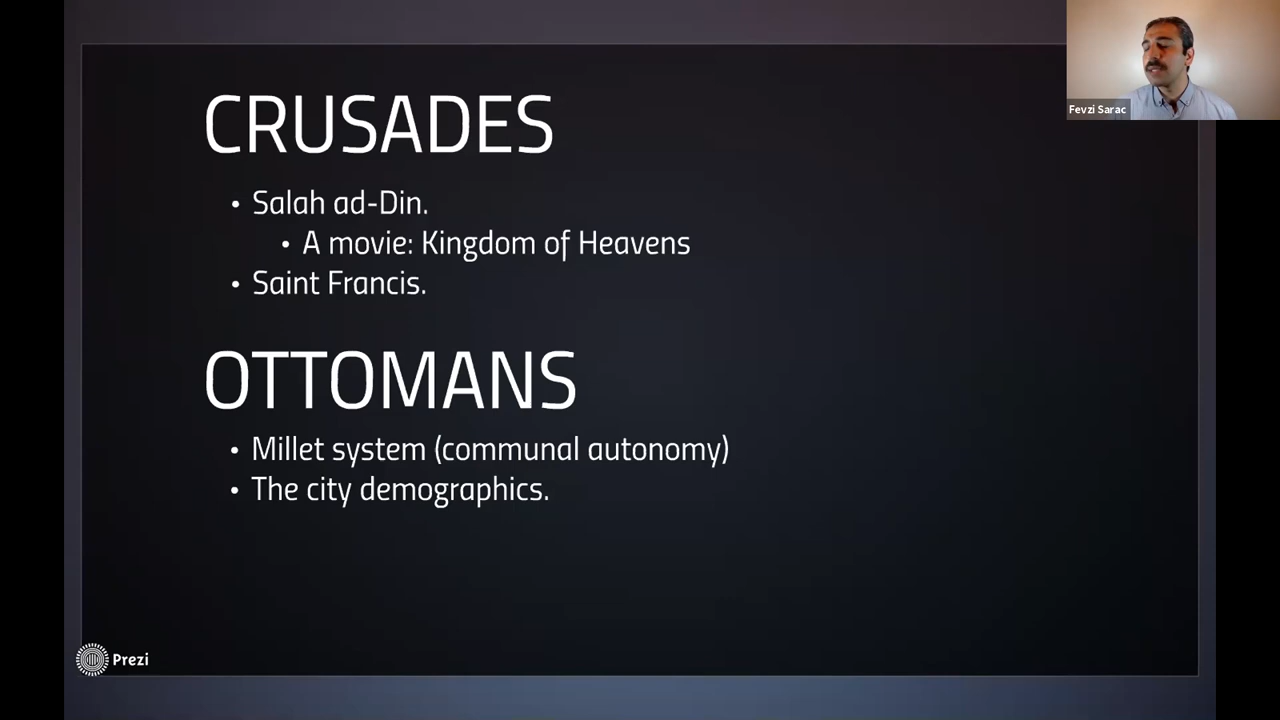 CRUSADES
• Salah ad-Din.
• A movie: Kingdom of Heavens
• Saint Francis.
OTTOMANS
• Millet system (communal autonomy)
• The city demographics.
Fevzi Sarac
Prezi